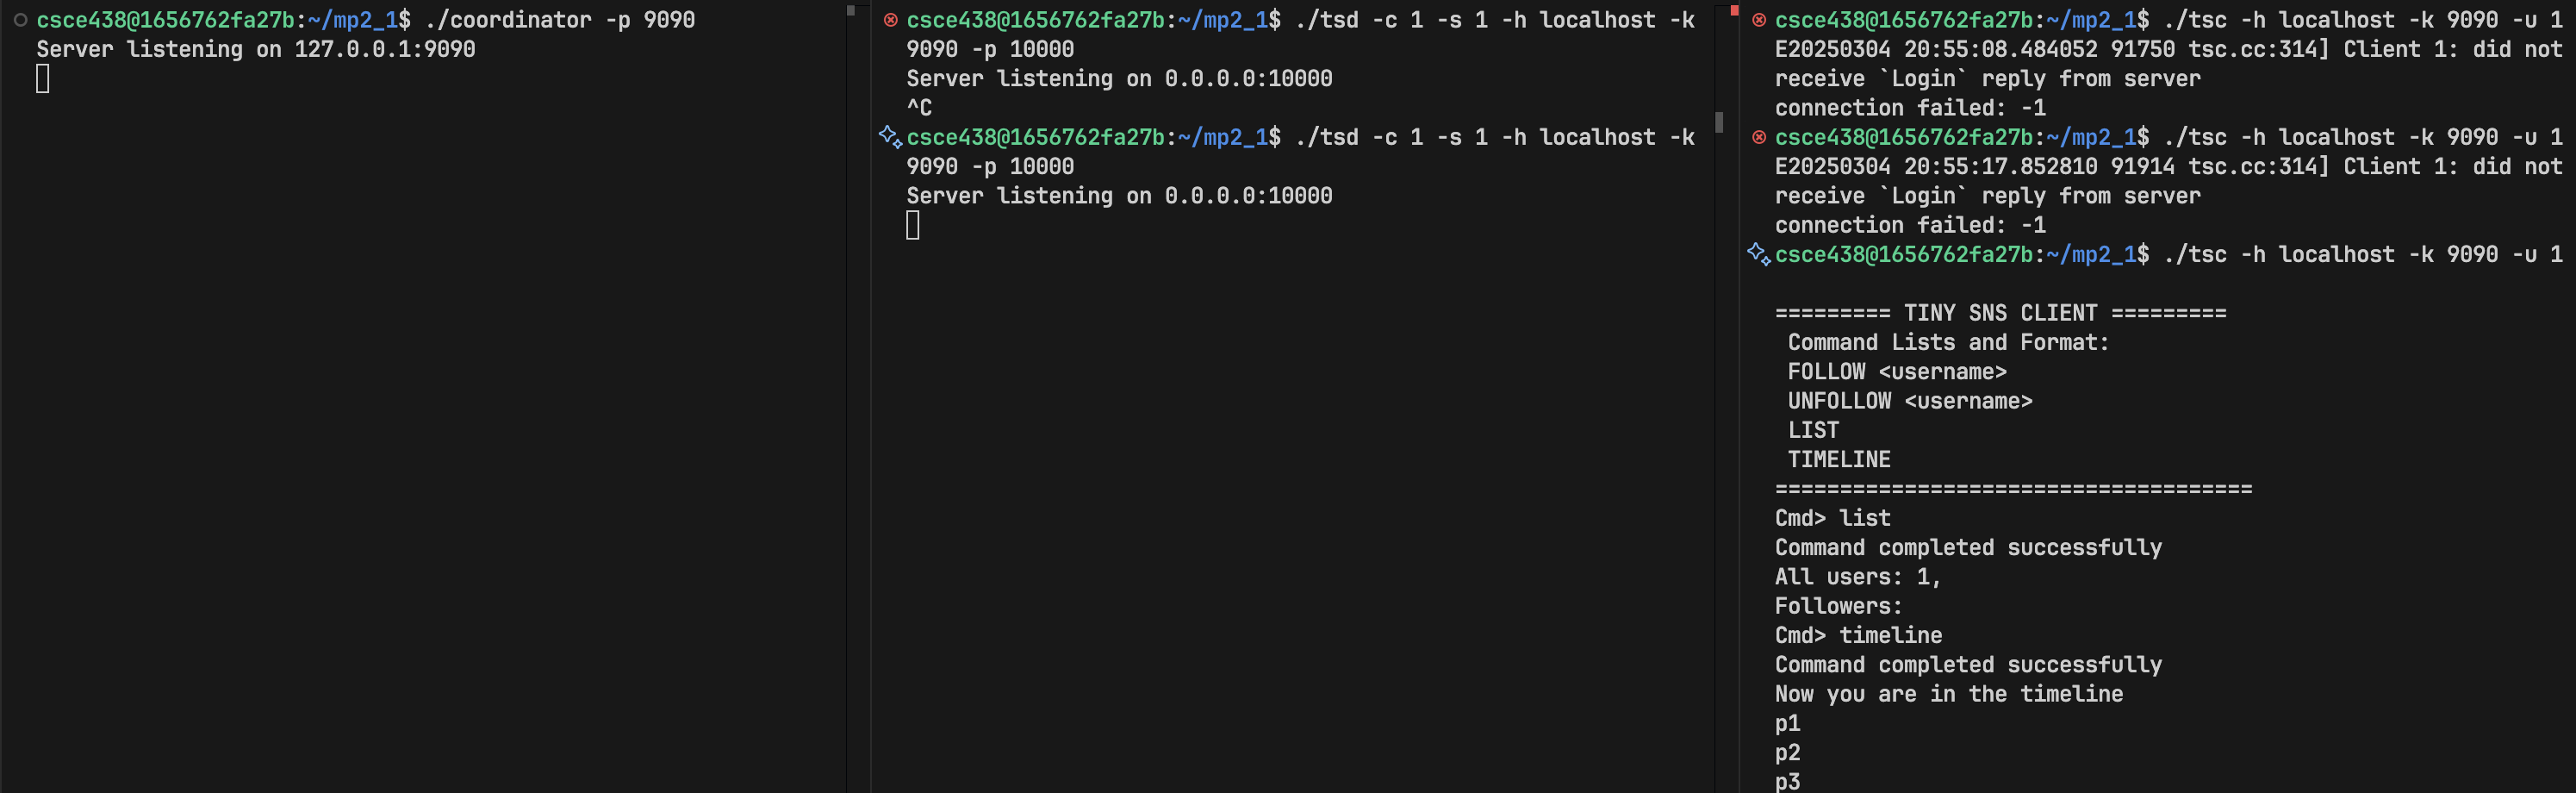 csce438@1656762fa27b:~/mp2_1$ ./coordinator -p 9090
Server listening on 127.0.0.1:9090
csce438@1656762fa27b:~/mp2_1$ ./tsd -c 1 -s 1 -h localhost -k
9090 -p 10000
Server listening on 0.0.0.0:10000
^C
csce438@1656762fa27b:~/mp2_1$ ./tsd -c 1 -s 1 -h localhost -k
9090 -p 10000
Server listening on 0.0.0.0:10000
csce438@1656762fa27b:~/mp2_1$ ./tsc -h localhost -k 9090 -u 1
E20250304 20:55:08.484052 91750 tsc.cc:314] Client 1: did not
receive `Login` reply from server
connection failed: -1
csce438@1656762fa27b:~/mp2_1$ ./tsc -h localhost -k 9090 -u 1
E20250304 20:55:17.852810 91914 tsc.cc:314] Client 1: did not
receive `Login` reply from server
connection failed: -1
csce438@1656762fa27b:~/mp2_1$ ./tsc -h localhost -k 9090 -u 1
========= TINY SNS CLIENT =========
Command Lists and Format:
FOLLOW <username>
UNFOLLOW <username>
LIST
TIMELINE
=====================================
Cmd> list
Command completed successfully
All users: 1,
Followers:
Cmd> timeline
Command completed successfully
Now you are in the timeline
p1
p2
p3